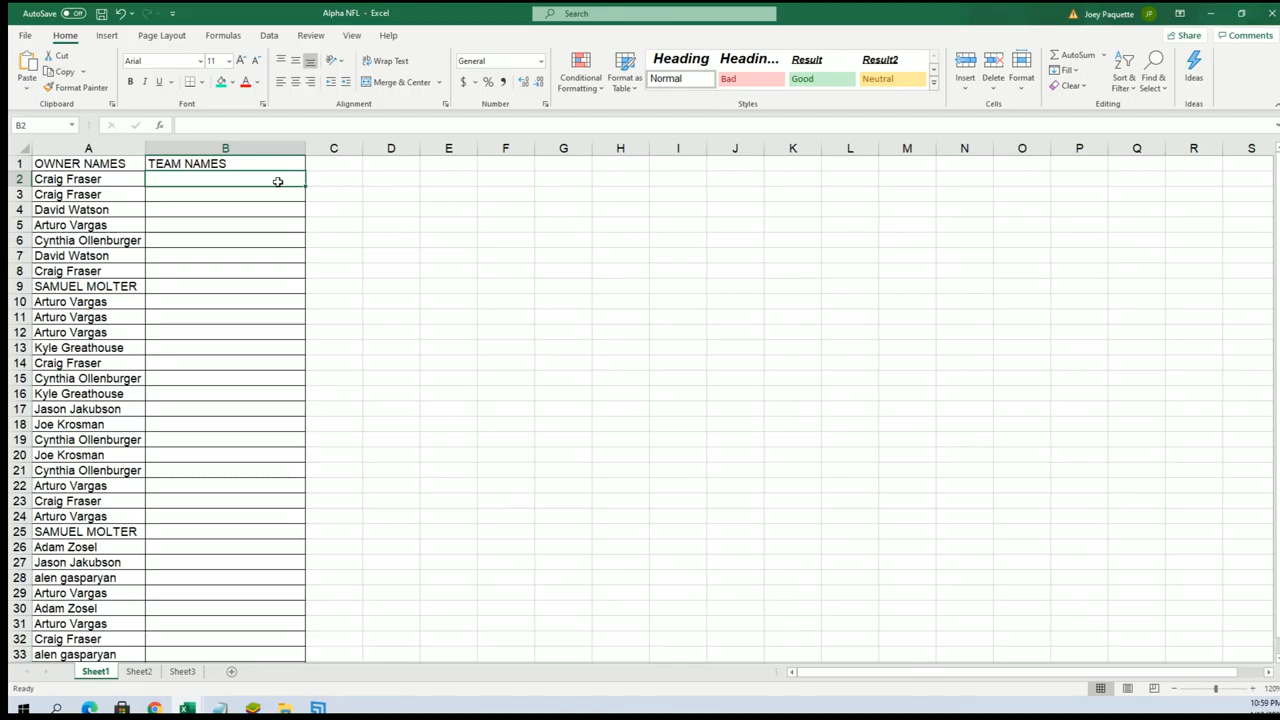 AutoSave Off
Alpha NFL - Excel
Search
Joey Paquette JP
File Home Insert Page Layout Formulas Data Review View Help
Share Comments
Paste
Cut
Copy
Format Painter
Clipboard
Arial 11
B I U
Font
Wrap Text
Merge & Center
Alignment
General
$ % ,
Number
Conditional Formatting
Format as Table
Heading Headin... Result Result2
Normal Bad Good Neutral
Styles
Insert Delete Format
Cells
AutoSum
Fill
Clear
Sort & Filter
Find & Select
Editing
Ideas
Ideas
B2 fx
A B C D E F G H I J K L M N O P Q R S
1 OWNER NAMES TEAM NAMES
2 Craig Fraser
3 Craig Fraser
4 David Watson
5 Arturo Vargas
6 Cynthia Ollenburger
7 David Watson
8 Craig Fraser
9 SAMUEL MOLTER
10 Arturo Vargas
11 Arturo Vargas
12 Arturo Vargas
13 Kyle Greathouse
14 Craig Fraser
15 Cynthia Ollenburger
16 Kyle Greathouse
17 Jason Jakubson
18 Joe Krosman
19 Cynthia Ollenburger
20 Joe Krosman
21 Cynthia Ollenburger
22 Arturo Vargas
23 Craig Fraser
24 Arturo Vargas
25 SAMUEL MOLTER
26 Adam Zosel
27 Jason Jakubson
28 alen gasparyan
29 Arturo Vargas
30 Adam Zosel
31 Arturo Vargas
32 Craig Fraser
33 alen gasparyan
Sheet1 Sheet2 Sheet3
Ready
120%
10:59 PM